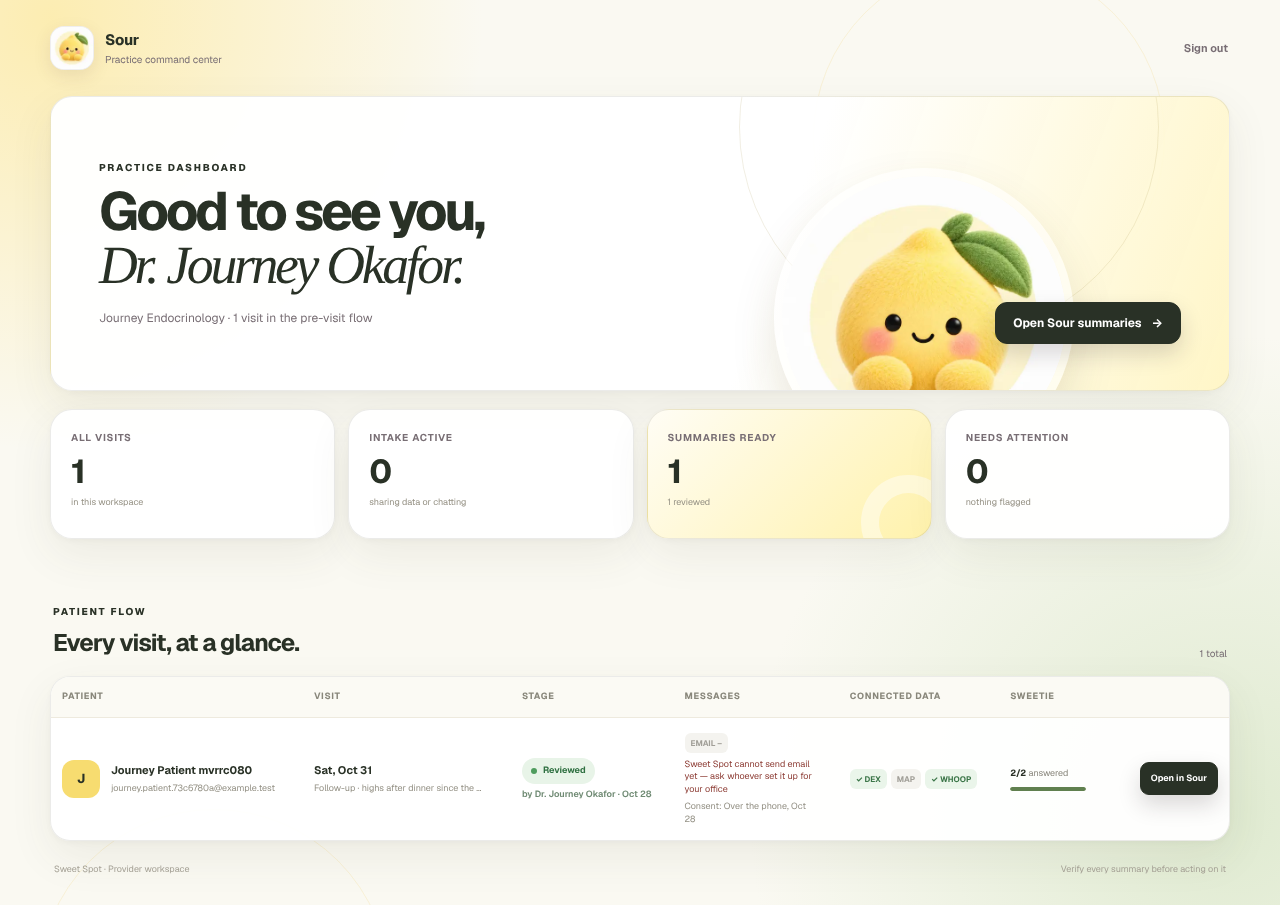 Sour
Practice command center
Sign out
PRACTICE DASHBOARD
Good to see you,
Dr. Journey Okafor.
Journey Endocrinology · 1 visit in the pre-visit flow
Open Sour summaries →
ALL VISITS
1
in this workspace
INTAKE ACTIVE
0
sharing data or chatting
SUMMARIES READY
1
1 reviewed
NEEDS ATTENTION
0
nothing flagged
PATIENT FLOW
Every visit, at a glance.
1 total
PATIENT VISIT STAGE MESSAGES CONNECTED DATA SWEETIE
J
Journey Patient mvrrc080
journey.patient.73c6780a@example.test
Sat, Oct 31
Follow-up · highs after dinner since the ...
Reviewed
by Dr. Journey Okafor · Oct 28
EMAIL –
Sweet Spot cannot send email
yet — ask whoever set it up for
your office
Consent: Over the phone, Oct
28
✓ DEX MAP ✓ WHOOP
2/2 answered
Open in Sour
Sweet Spot · Provider workspace
Verify every summary before acting on it